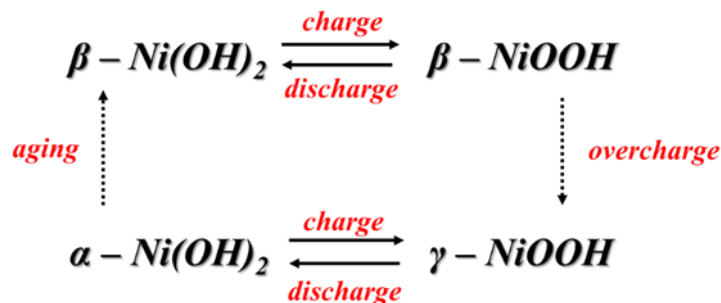 charge
β – Ni(OH)2 β – NiOOH
discharge
aging overcharge
charge
α – Ni(OH)2 γ – NiOOH
discharge